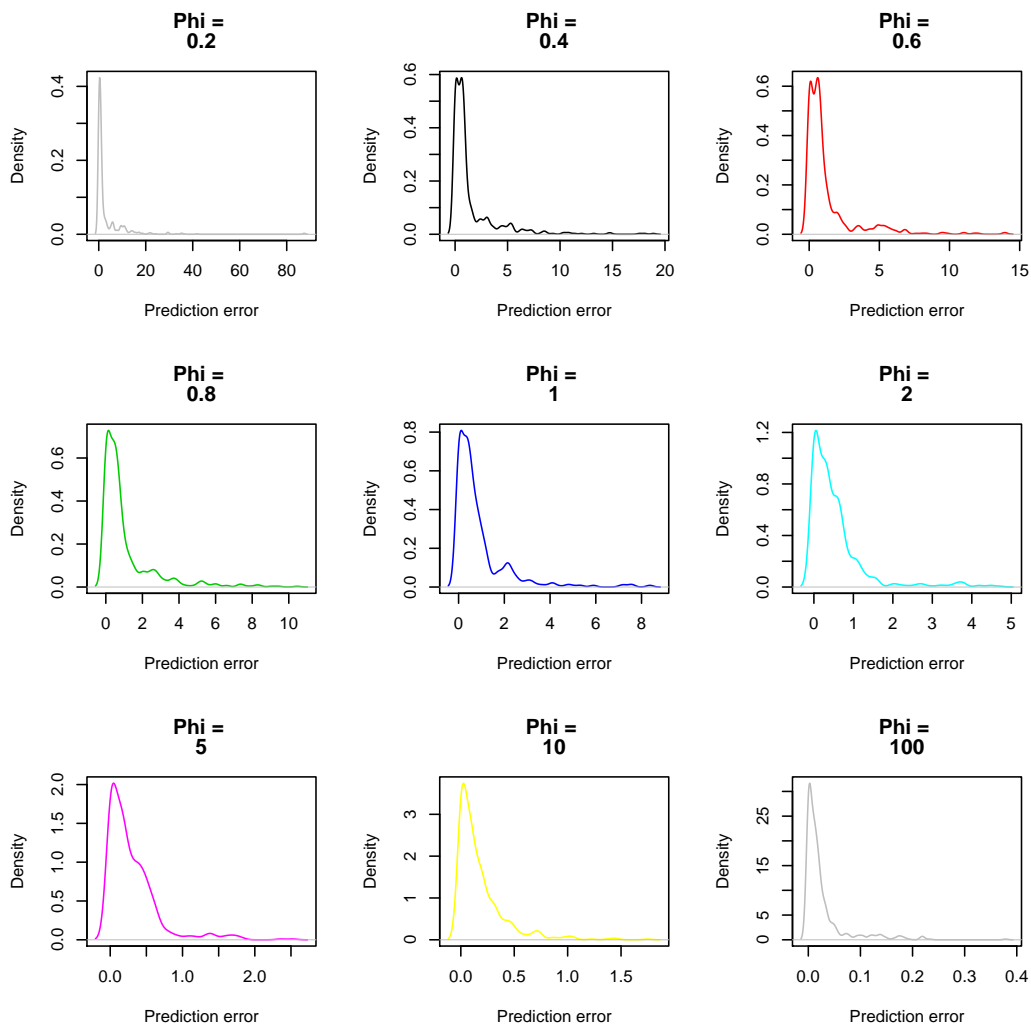 Phi =
0.2
Density
0.0 0.2 0.4
0 20 40 60 80
Prediction error
Phi =
0.4
Density
0.0 0.2 0.4 0.6
0 5 10 15 20
Prediction error
Phi =
0.6
Density
0.0 0.2 0.4 0.6
0 5 10 15
Prediction error
Phi =
0.8
Density
0.0 0.2 0.4 0.6
0 2 4 6 8 10
Prediction error
Phi =
1
Density
0.0 0.2 0.4 0.6 0.8
0 2 4 6 8
Prediction error
Phi =
2
Density
0.0 0.4 0.8 1.2
0 1 2 3 4 5
Prediction error
Phi =
5
Density
0.0 0.5 1.0 1.5 2.0
0.0 1.0 2.0
Prediction error
Phi =
10
Density
0 1 2 3
0.0 0.5 1.0 1.5
Prediction error
Phi =
100
Density
0 5 15 25
0.0 0.1 0.2 0.3 0.4
Prediction error